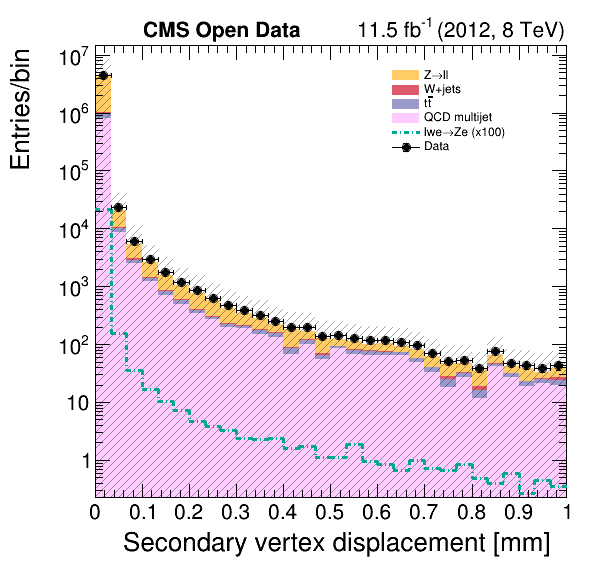 CMS Open Data 11.5 fb⁻¹ (2012, 8 TeV)
Entries/bin
10⁷
10⁶
10⁵
10⁴
10³
10²
10
1
Z→ll
W+jets
tt̅
QCD multijet
lwe→Ze (x100)
Data
0 0.1 0.2 0.3 0.4 0.5 0.6 0.7 0.8 0.9 1
Secondary vertex displacement [mm]